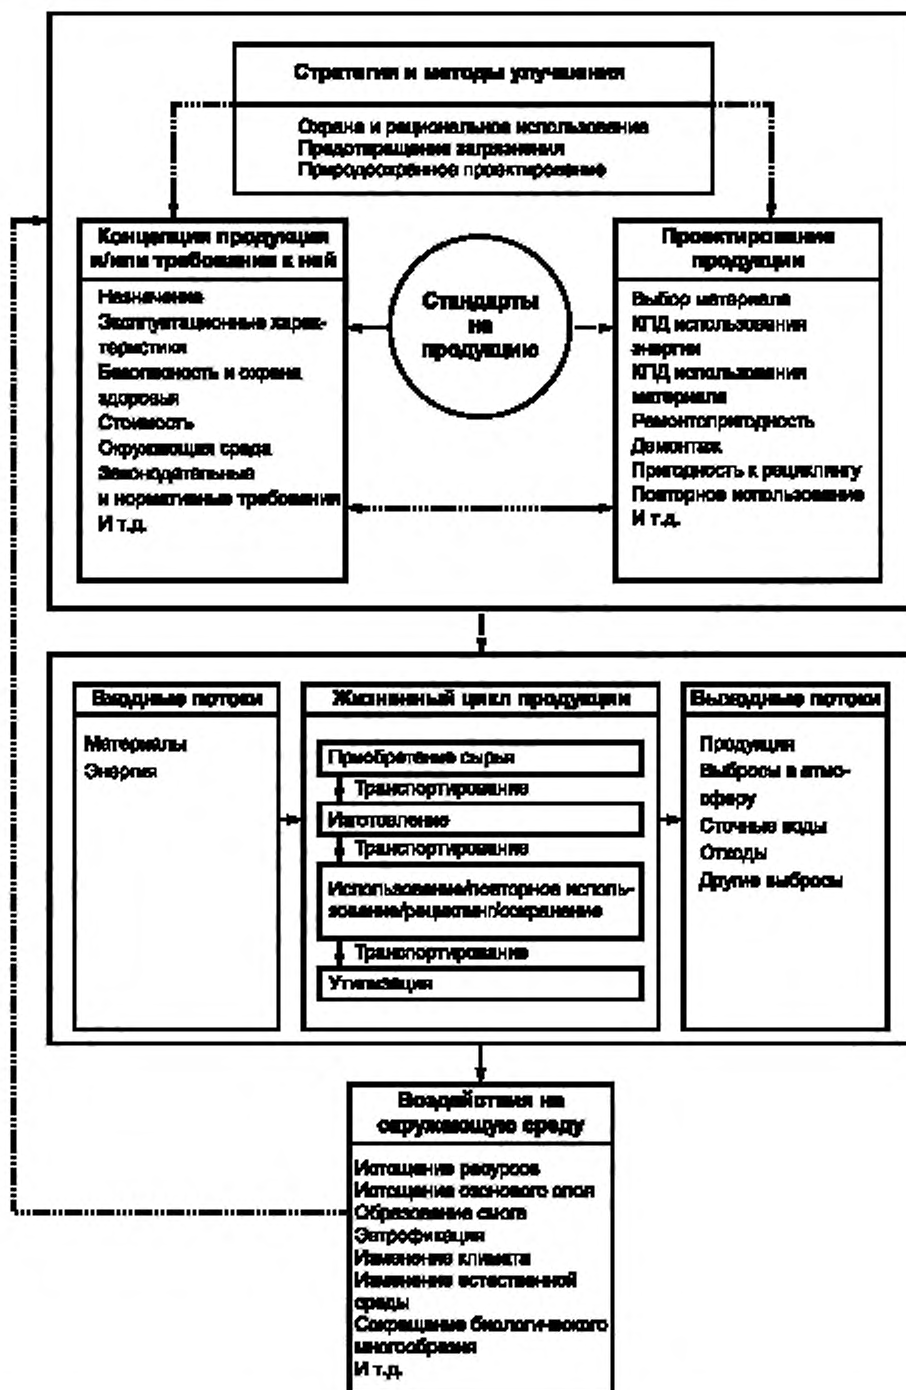 Стратегия и методы улучшения
Охрана и рациональное использование
Предотвращение загрязнения
Природоохранное проектирование
Концепция продукции
и/или требования к ней
Назначение
Эксплуатационные харак-
теристики
Безопасность и охрана
здоровья
Стоимость
Окружающая среда
Законодательные
и нормативные требования
И т.д.
Стандарты
на
продукцию
Проектирование
продукции
Выбор материала
КПД использования
энергии
КПД использования
материала
Ремонтопригодность
Демонтаж
Пригодность к рециклингу
Повторное использование
И т.д.
Входные потоки
Материалы
Энергия
Жизненный цикл продукции
Приобретение сырья
Транспортирование
Изготовление
Транспортирование
Использование/повторное исполь-
зование/рециклинг/сохранение
Транспортирование
Утилизация
Выходные потоки
Продукция
Выбросы в атмо-
сферу
Сточные воды
Отходы
Другие выбросы
Воздействия на
окружающую среду
Истощение ресурсов
Истощение озонового слоя
Образование смога
Эвтрофикация
Изменение климата
Изменение естественной
среды
Сокращение биологического
многообразия
И т.д.